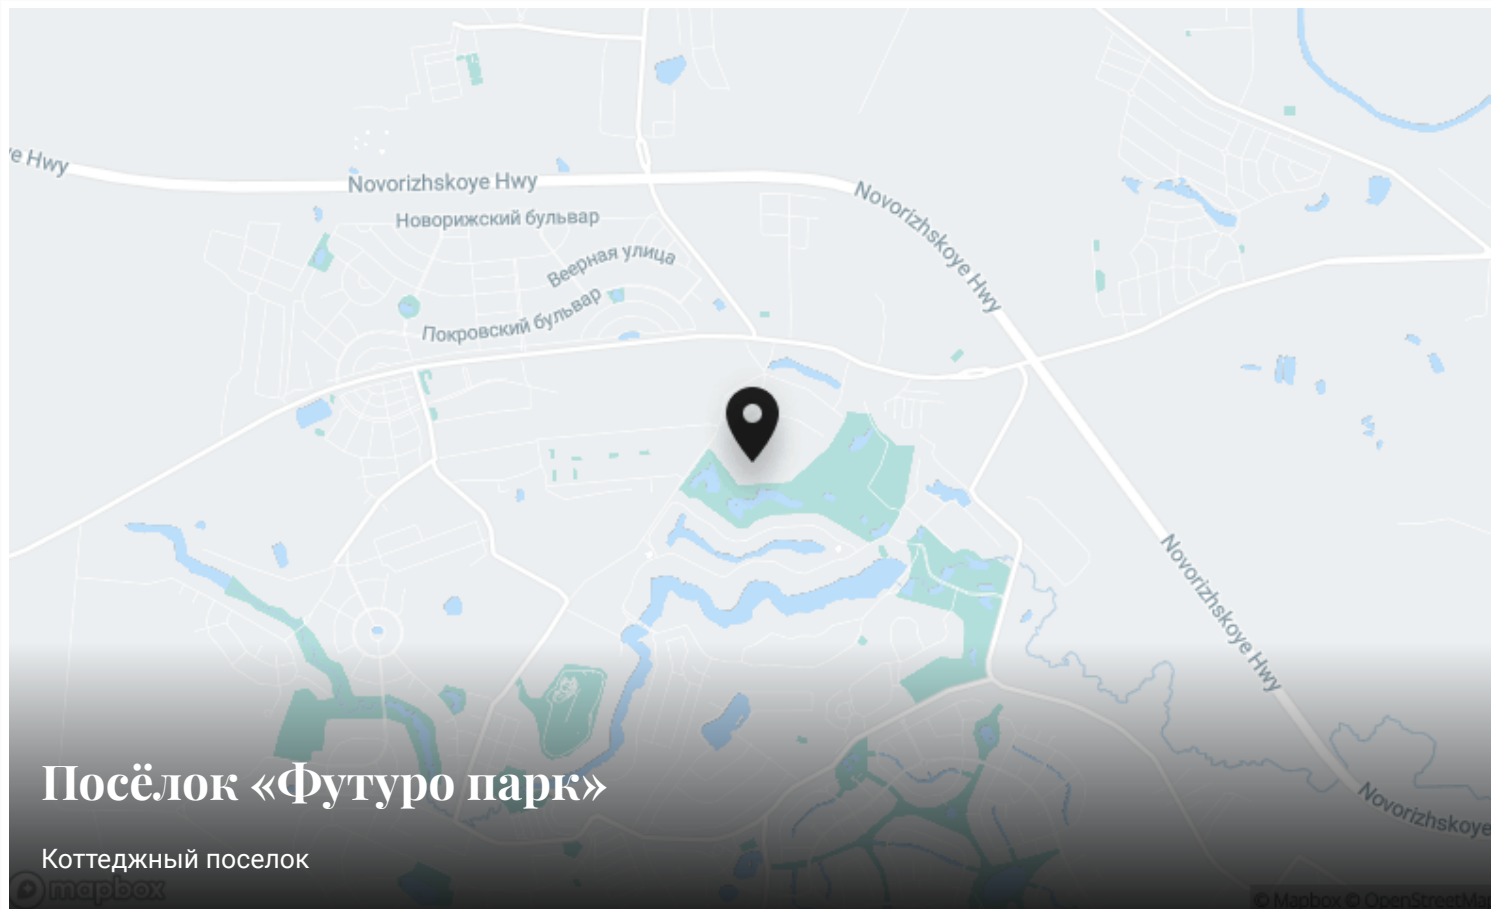 e Hwy
Novorizhskoye Hwy
Novorizhskoye Hwy
Новорижский бульвар
Веерная улица
Покровский бульвар
Novorizhskoye Hwy
Novorizhskoye
Посёлок «Футуро парк»
Коттеджный поселок
mapbox
© Mapbox © OpenStreetMa